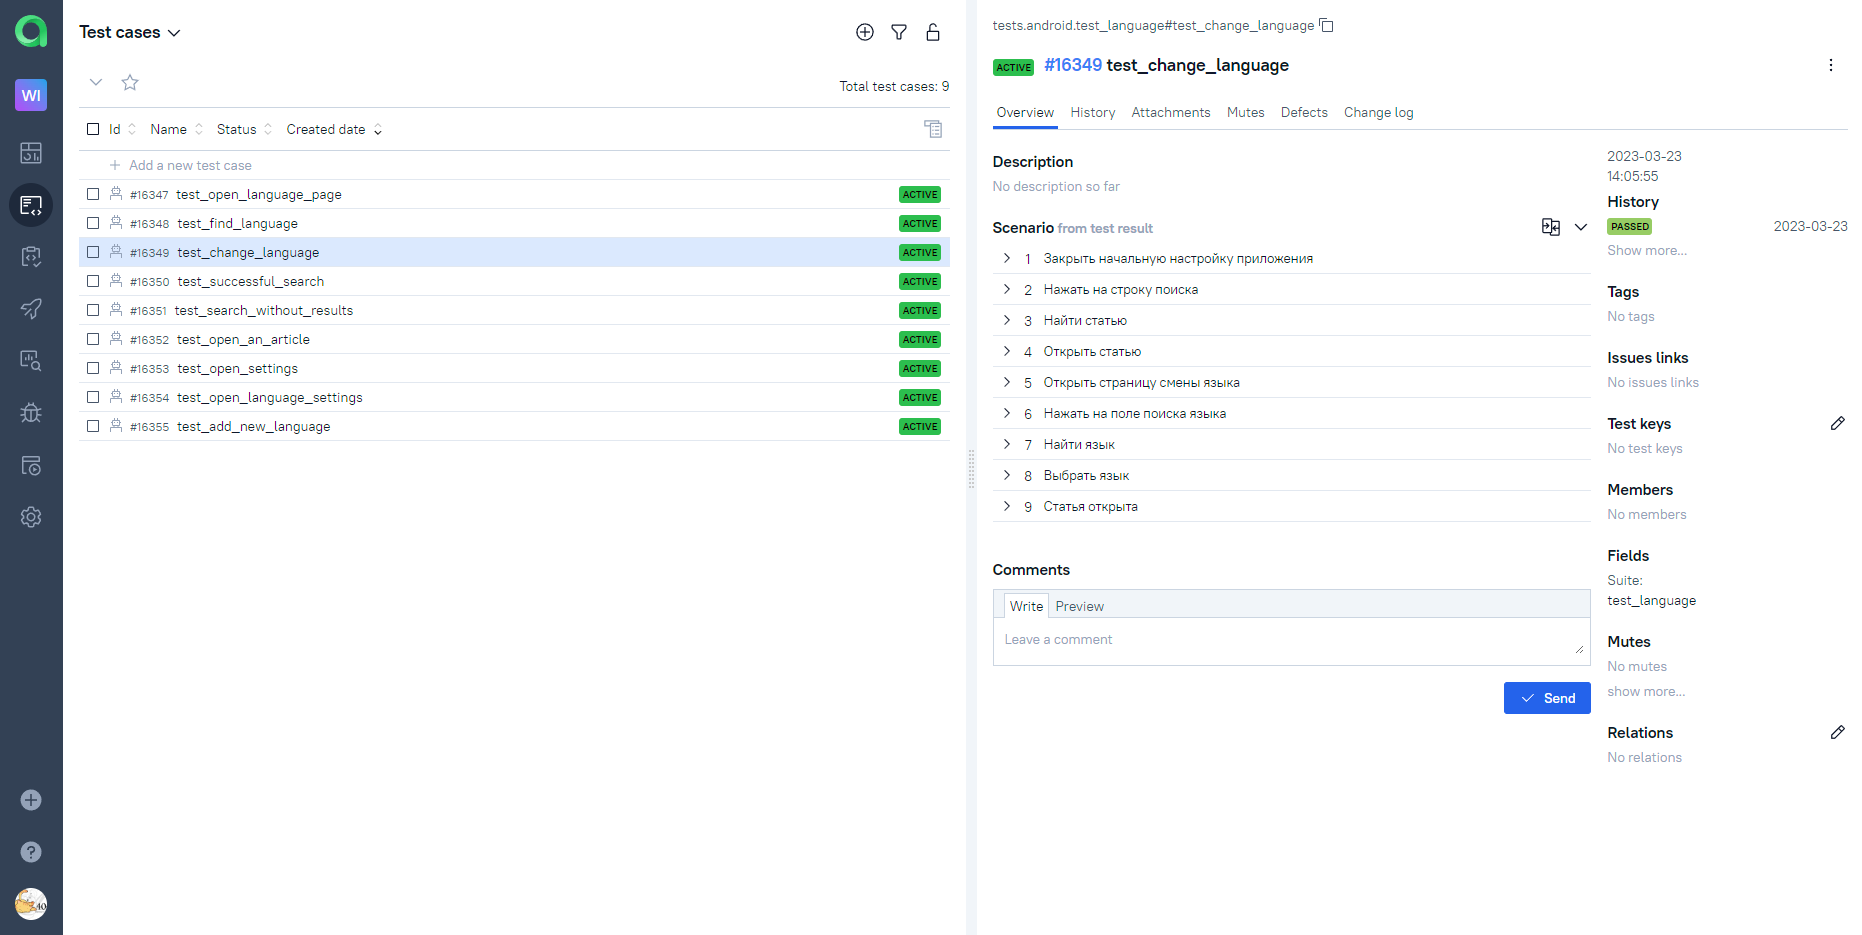 WI
Test cases
Total test cases: 9
Id Name Status Created date
Add a new test case
#16347 test_open_language_page ACTIVE
#16348 test_find_language ACTIVE
#16349 test_change_language ACTIVE
#16350 test_successful_search ACTIVE
#16351 test_search_without_results ACTIVE
#16352 test_open_an_article ACTIVE
#16353 test_open_settings ACTIVE
#16354 test_open_language_settings ACTIVE
#16355 test_add_new_language ACTIVE
tests.android.test_language#test_change_language
ACTIVE #16349 test_change_language
Overview History Attachments Mutes Defects Change log
Description
No description so far
Scenario from test result
1 Закрыть начальную настройку приложения
2 Нажать на строку поиска
3 Найти статью
4 Открыть статью
5 Открыть страницу смены языка
6 Нажать на поле поиска языка
7 Найти язык
8 Выбрать язык
9 Статья открыта
Comments
Write Preview
Leave a comment
Send
2023-03-23
14:05:55
History
PASSED 2023-03-23
Show more...
Tags
No tags
Issues links
No issues links
Test keys
No test keys
Members
No members
Fields
Suite:
test_language
Mutes
No mutes
show more...
Relations
No relations